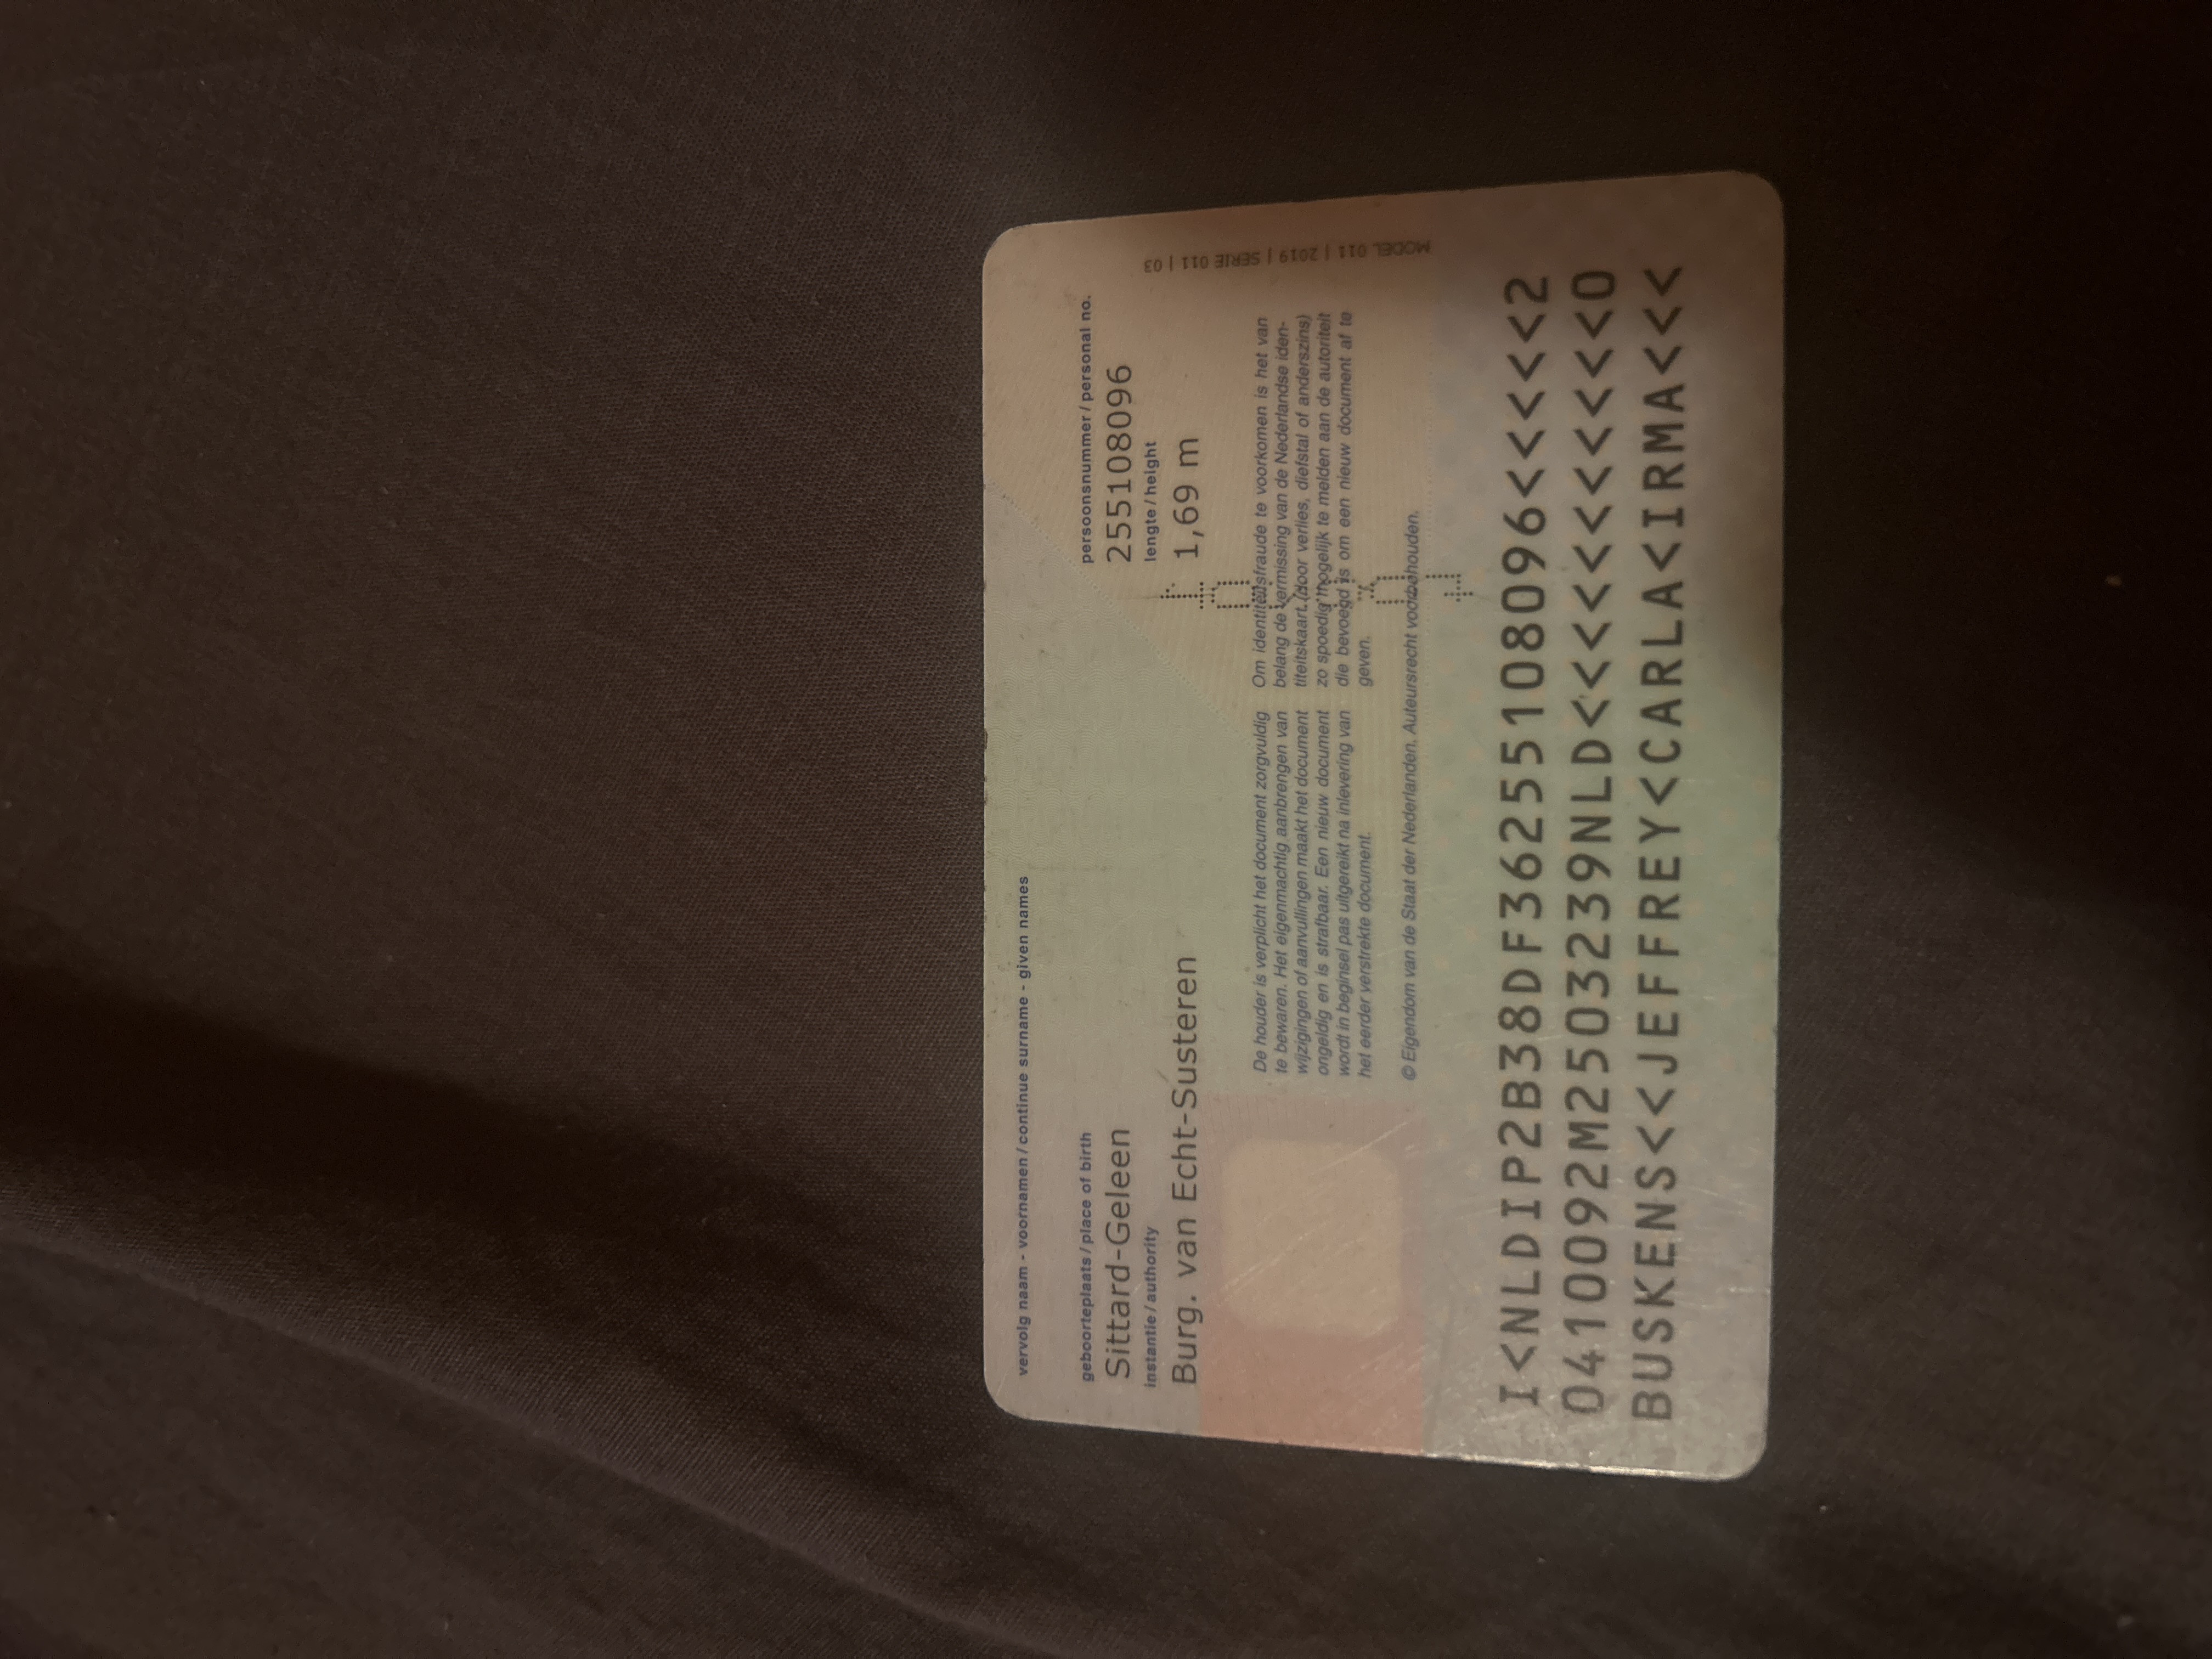 vervolg naam - voornamen / continue surname - given names
geboorteplaats / place of birth
Sittard-Geleen
instantie / authority
Burg. van Echt-Susteren
persoonsnummer / personal no.
255108096
lengte / height
1,69 m
De houder is verplicht het document zorgvuldig
te bewaren. Het eigenmachtig aanbrengen van
wijzigingen of aanvullingen maakt het document
ongeldig en is strafbaar. Een nieuw document
wordt in beginsel pas uitgereikt na inlevering van
het eerder verstrekte document.
Om identiteitsfraude te voorkomen is het van
belang de vermissing van de Nederlandse iden-
titeitskaart (door verlies, diefstal of anderszins)
zo spoedig mogelijk te melden aan de autoriteit
die bevoegd is om een nieuw document af te
geven.
© Eigendom van de Staat der Nederlanden. Auteursrecht voorbehouden.
MODEL 011 | 2019 | SERIE 011 | 03
I<NLDIP2B38DF36255108096<<<<<2
0410092M2503239NLD<<<<<<<<<<<0
BUSKENS<<JEFFREY<CARLA<IRMA<<<